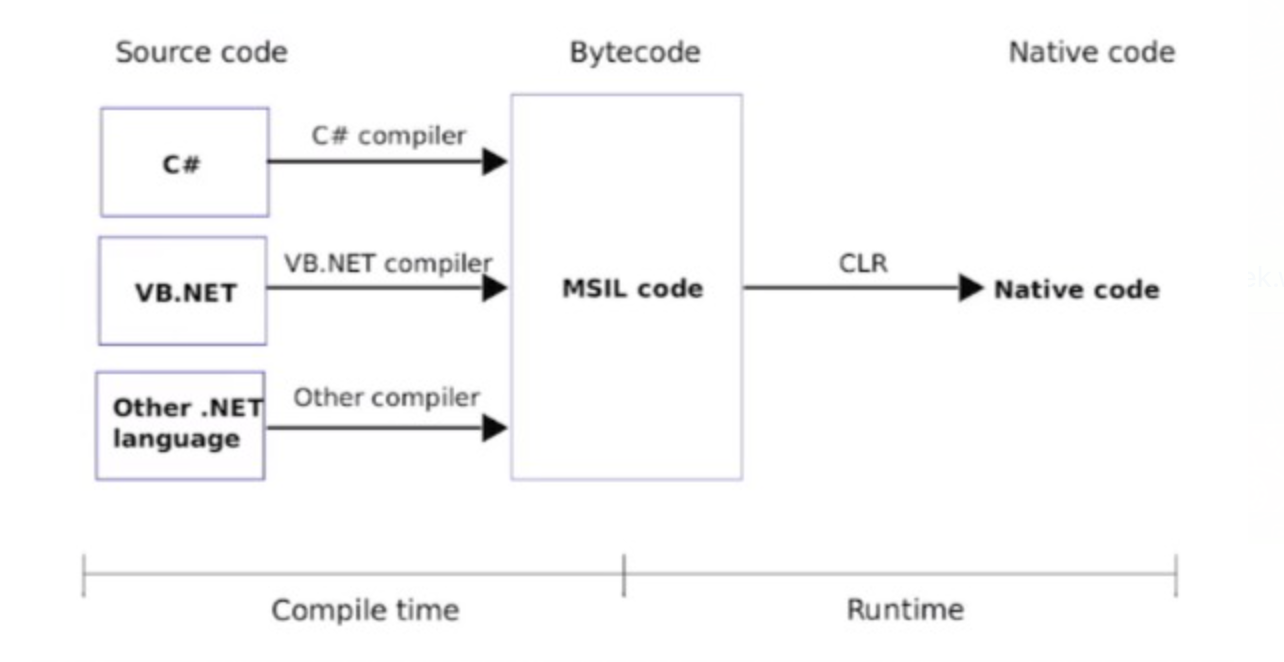 Source code
Bytecode
Native code
C#
C# compiler
VB.NET
VB.NET compiler
Other .NET
language
Other compiler
MSIL code
CLR
Native code
Compile time
Runtime